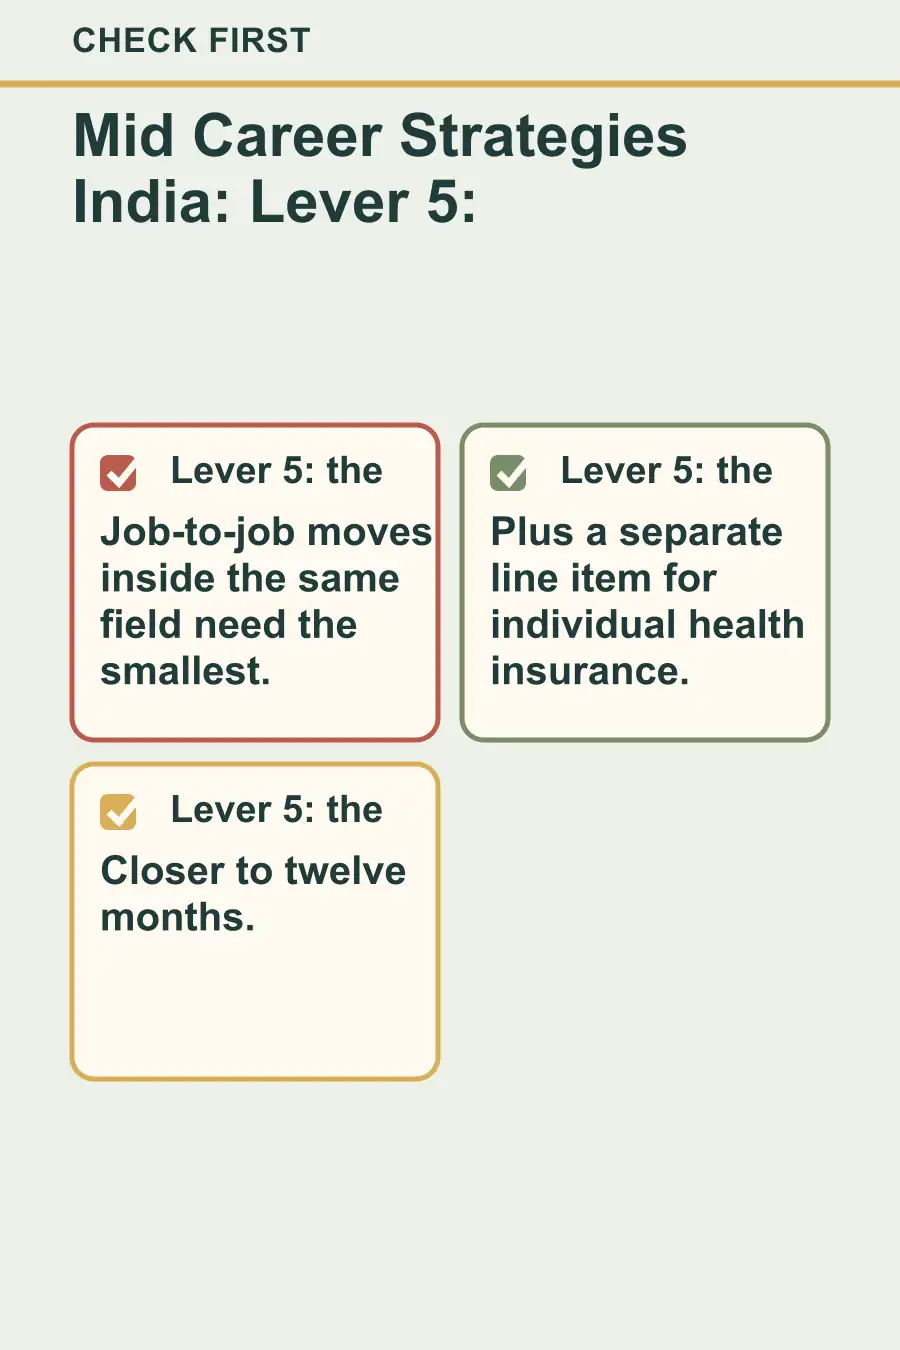 CHECK FIRST
Mid Career Strategies
India: Lever 5:
Lever 5: the
Job-to-job moves
inside the same
field need the
smallest.
Lever 5: the
Plus a separate
line item for
individual health
insurance.
Lever 5: the
Closer to twelve
months.